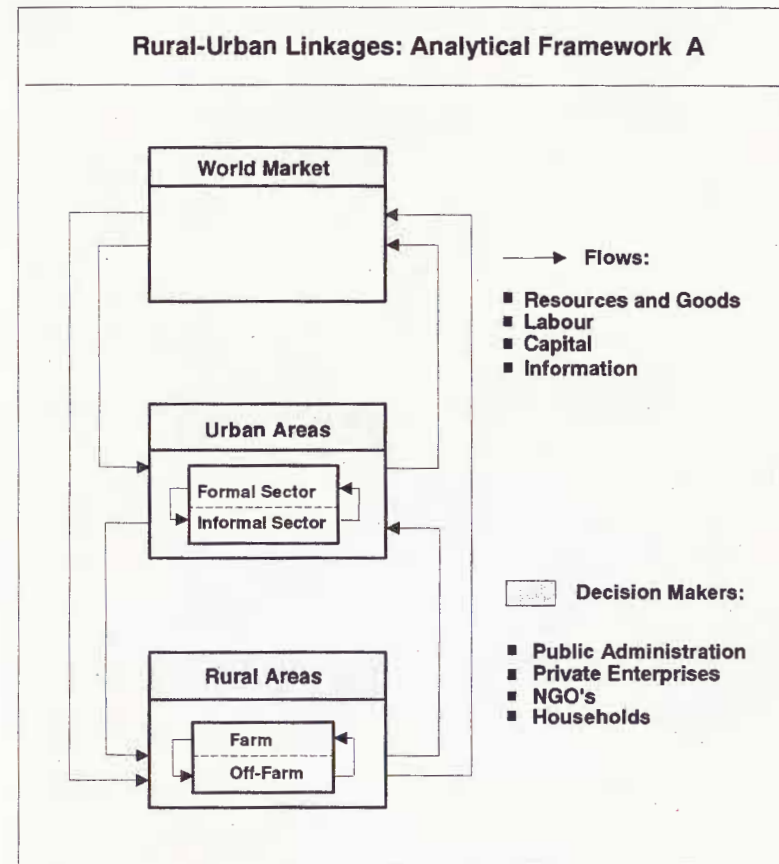 Rural-Urban Linkages: Analytical Framework A
World Market
Flows:
Resources and Goods
Labour
Capital
Information
Urban Areas
Formal Sector
Informal Sector
Decision Makers:
Public Administration
Private Enterprises
NGO's
Households
Rural Areas
Farm
Off-Farm